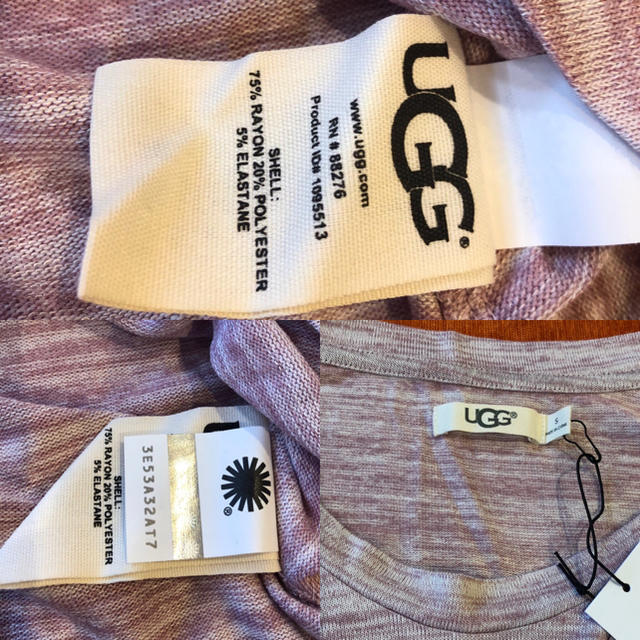 UGG®
www.ugg.com
RN # 88276
Product ID# 1095513
SHELL:
75% RAYON 20% POLYESTER
5% ELASTANE
®
3E53A32AT7
SHELL:
75% RAYON 20% POLYESTER
5% ELASTANE
UGG®
S